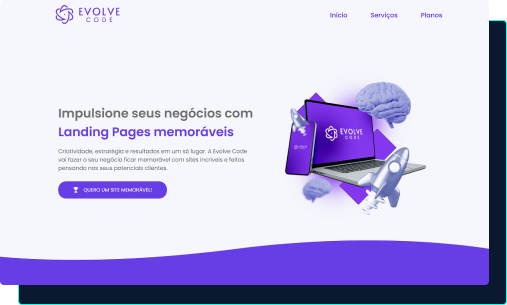 EVOLVE
CODE
Início
Serviços
Planos
Impulsione seus negócios com
Landing Pages memoráveis
Criatividade, estratégia e resultados em um só lugar. A Evolve Code
vai fazer o seu negócio ficar memorável com sites incríveis e feitos
pensando nos seus potenciais clientes.
QUERO UM SITE MEMORÁVEL!
EVOLVE
CODE